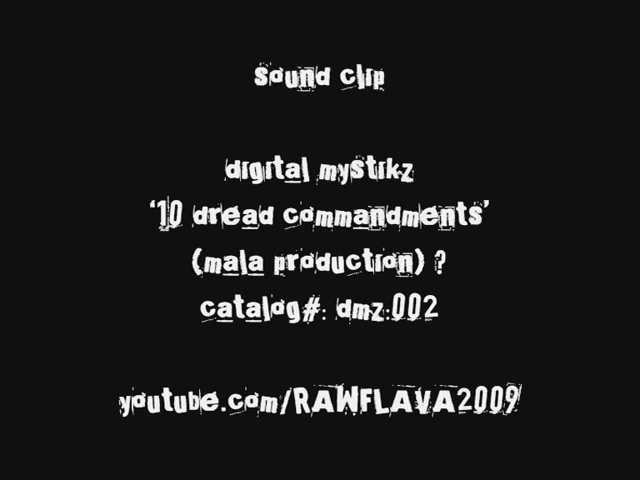 sound clip
digital mystikz
'10 dread commandments'
(mala production) ?
catalog#: dmz:002
youtube.com/RAWFLAVA2009